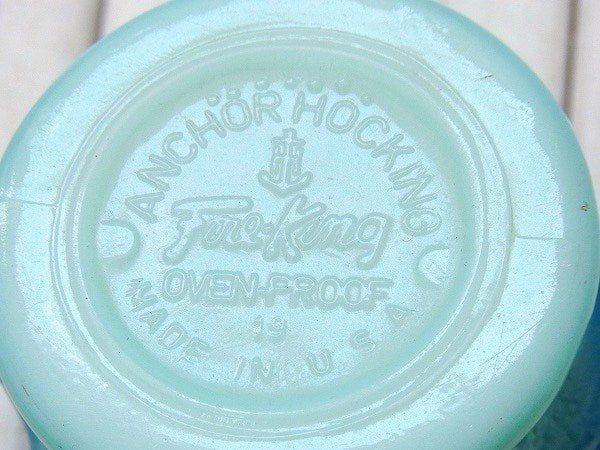 ANCHOR HOCKING
Fire-King
OVEN-PROOF
19
MADE IN U.S.A.